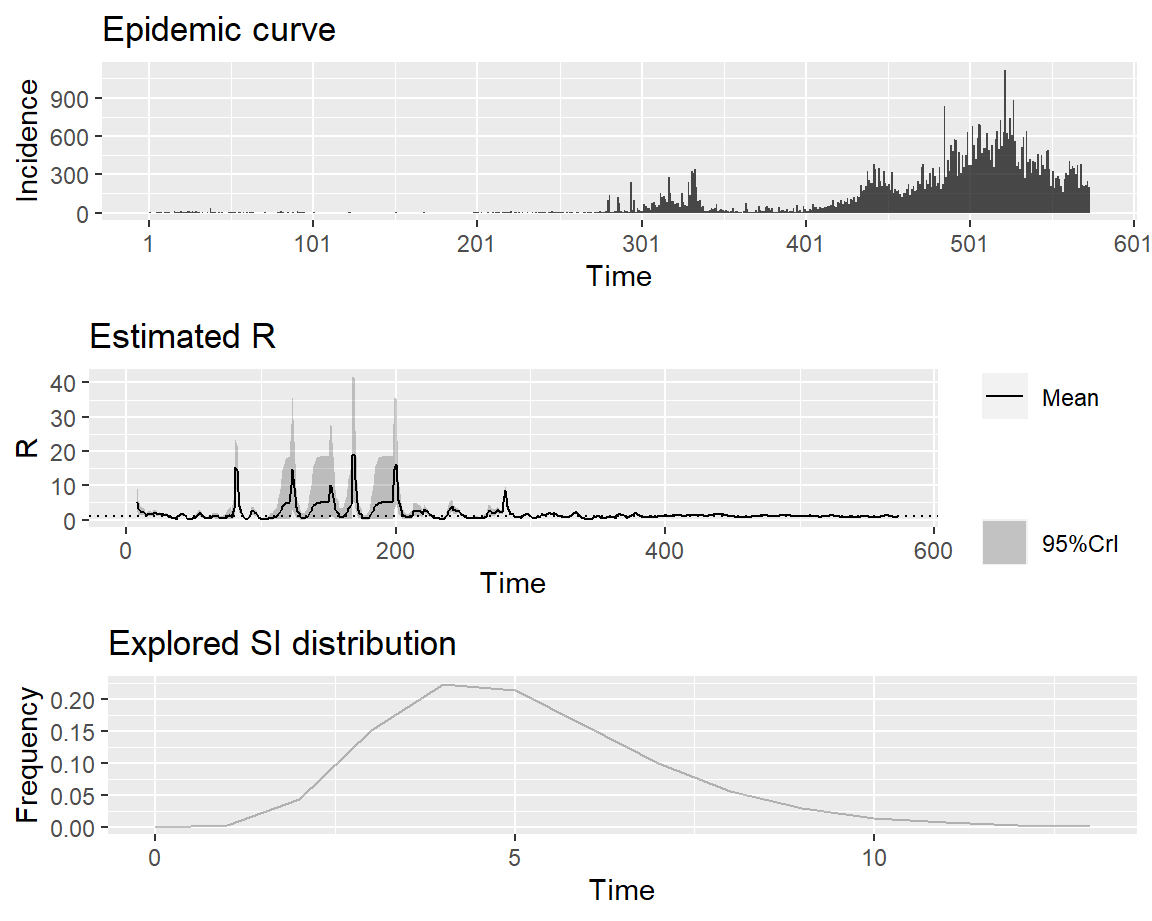 Epidemic curve
Incidence
900
600
300
0
1 101 201 301 401 501 601
Time
Estimated R
R
40
30
20
10
0
0 200 400 600
Time
Mean
95%CrI
Explored SI distribution
Frequency
0.20
0.15
0.10
0.05
0.00
0 5 10
Time